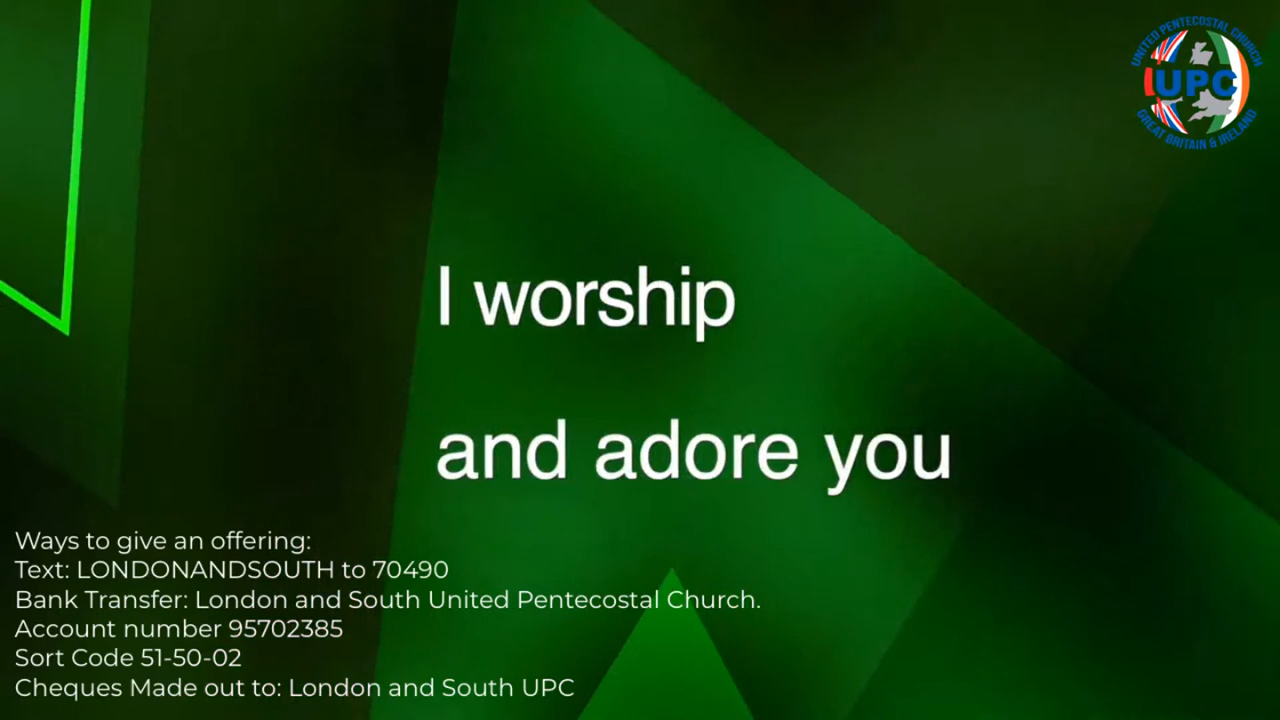 UNITED PENTECOSTAL CHURCH
UPC
GREAT BRITAIN & IRELAND
I worship
and adore you
Ways to give an offering:
Text: LONDONANDSOUTH to 70490
Bank Transfer: London and South United Pentecostal Church.
Account number 95702385
Sort Code 51-50-02
Cheques Made out to: London and South UPC